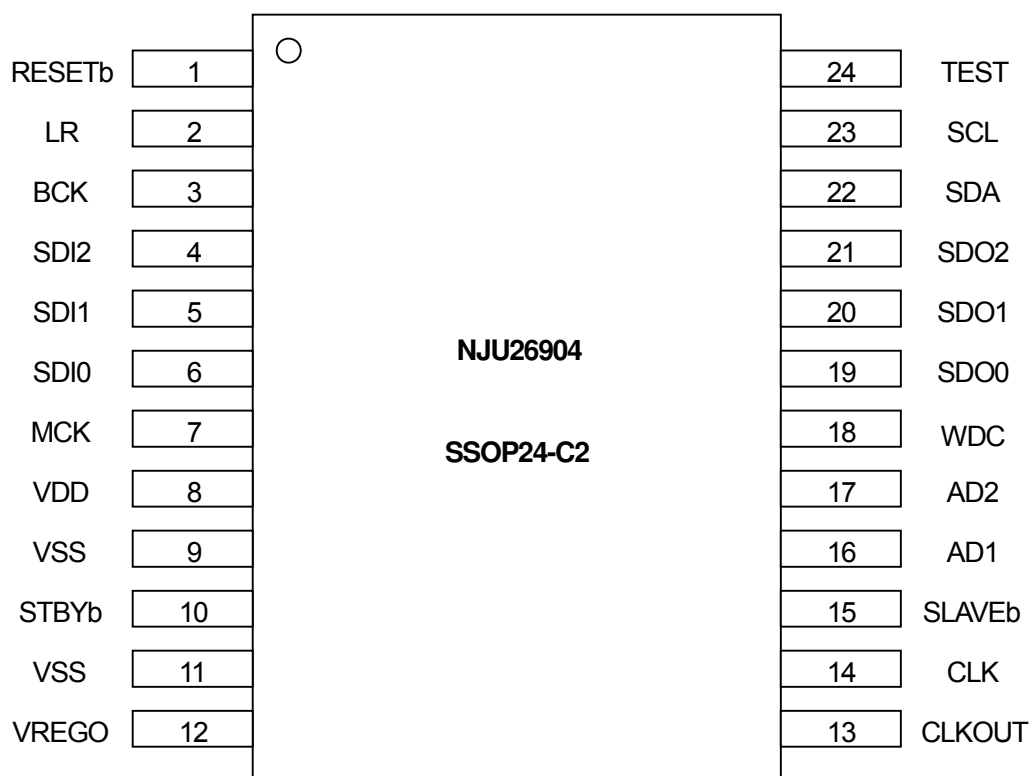 RESETb 1 24 TEST
LR 2 23 SCL
BCK 3 22 SDA
SDI2 4 21 SDO2
SDI1 5 20 SDO1
NJU26904
SDI0 6 19 SDO0
MCK 7 18 WDC
SSOP24-C2
VDD 8 17 AD2
VSS 9 16 AD1
STBYb 10 15 SLAVEb
VSS 11 14 CLK
VREGO 12 13 CLKOUT